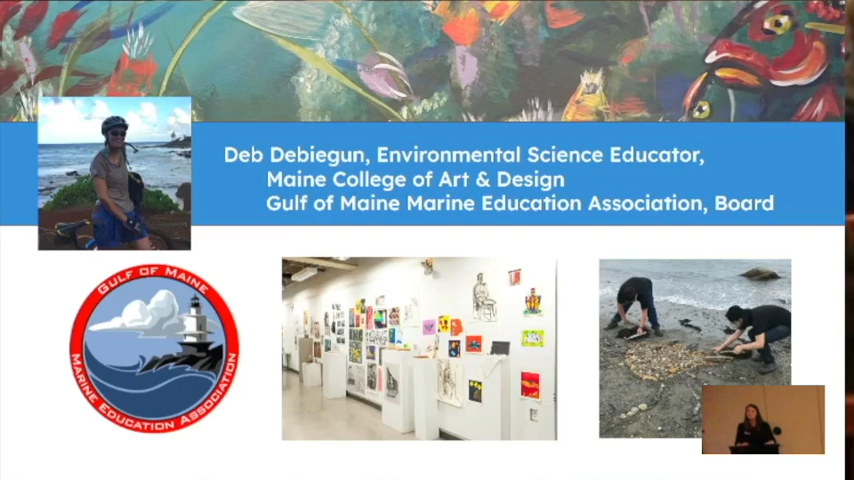 Deb Debiegun, Environmental Science Educator,
Maine College of Art & Design
Gulf of Maine Marine Education Association, Board
GULF OF MAINE
MARINE EDUCATION ASSOCIATION